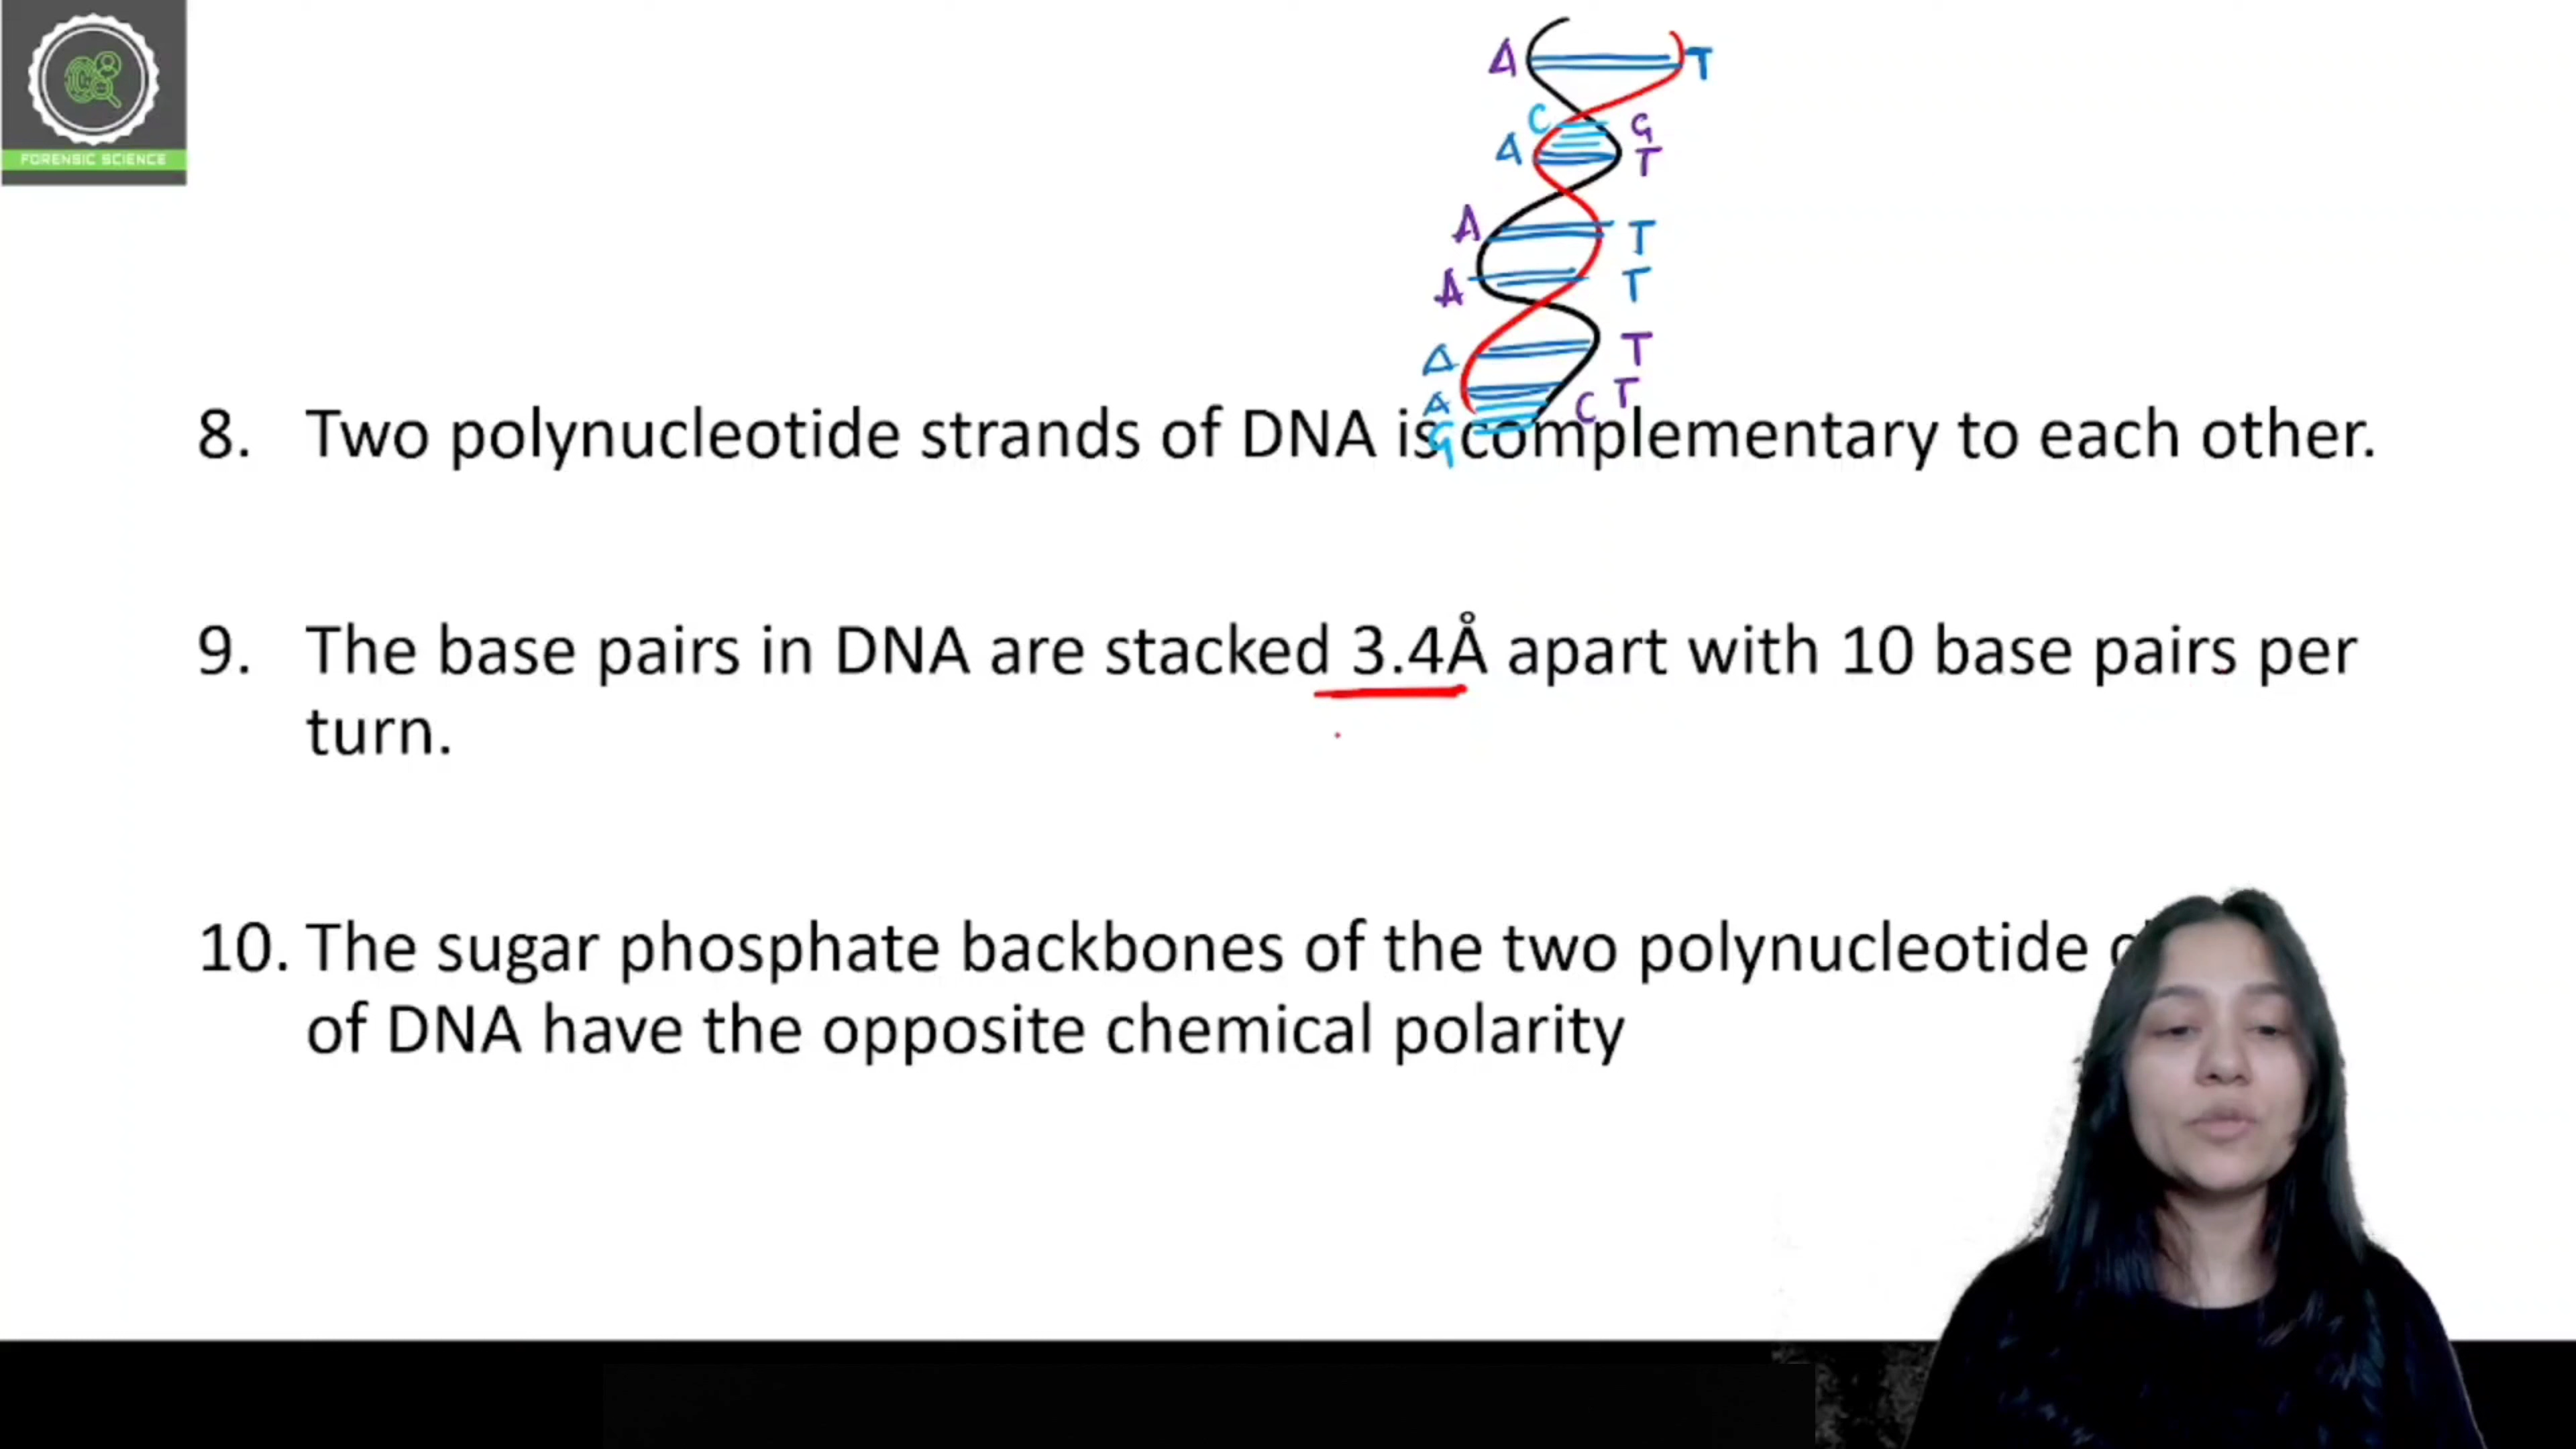 FORENSIC SCIENCE
A T
C G
A T
A T
A T
A T
A T
G C
8. Two polynucleotide strands of DNA is complementary to each other.
9. The base pairs in DNA are stacked 3.4Å apart with 10 base pairs per
turn.
10. The sugar phosphate backbones of the two polynucleotide
of DNA have the opposite chemical polarity